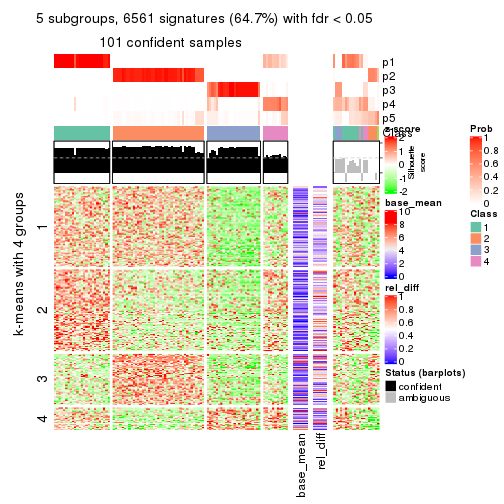 5 subgroups, 6561 signatures (64.7%) with fdr < 0.05
101 confident samples
p1
p2
p3
p4
p5
Class
z-score
2
1
0
-1
-2
Silhouette
score
k-means with 4 groups
1
2
3
4
base_mean
rel_diff
base_mean
10
8
6
4
2
0
rel_diff
1
0.8
0.6
0.4
0.2
0
Status (barplots)
confident
ambiguous
Prob
1
0.8
0.6
0.4
0.2
0
Class
1
2
3
4